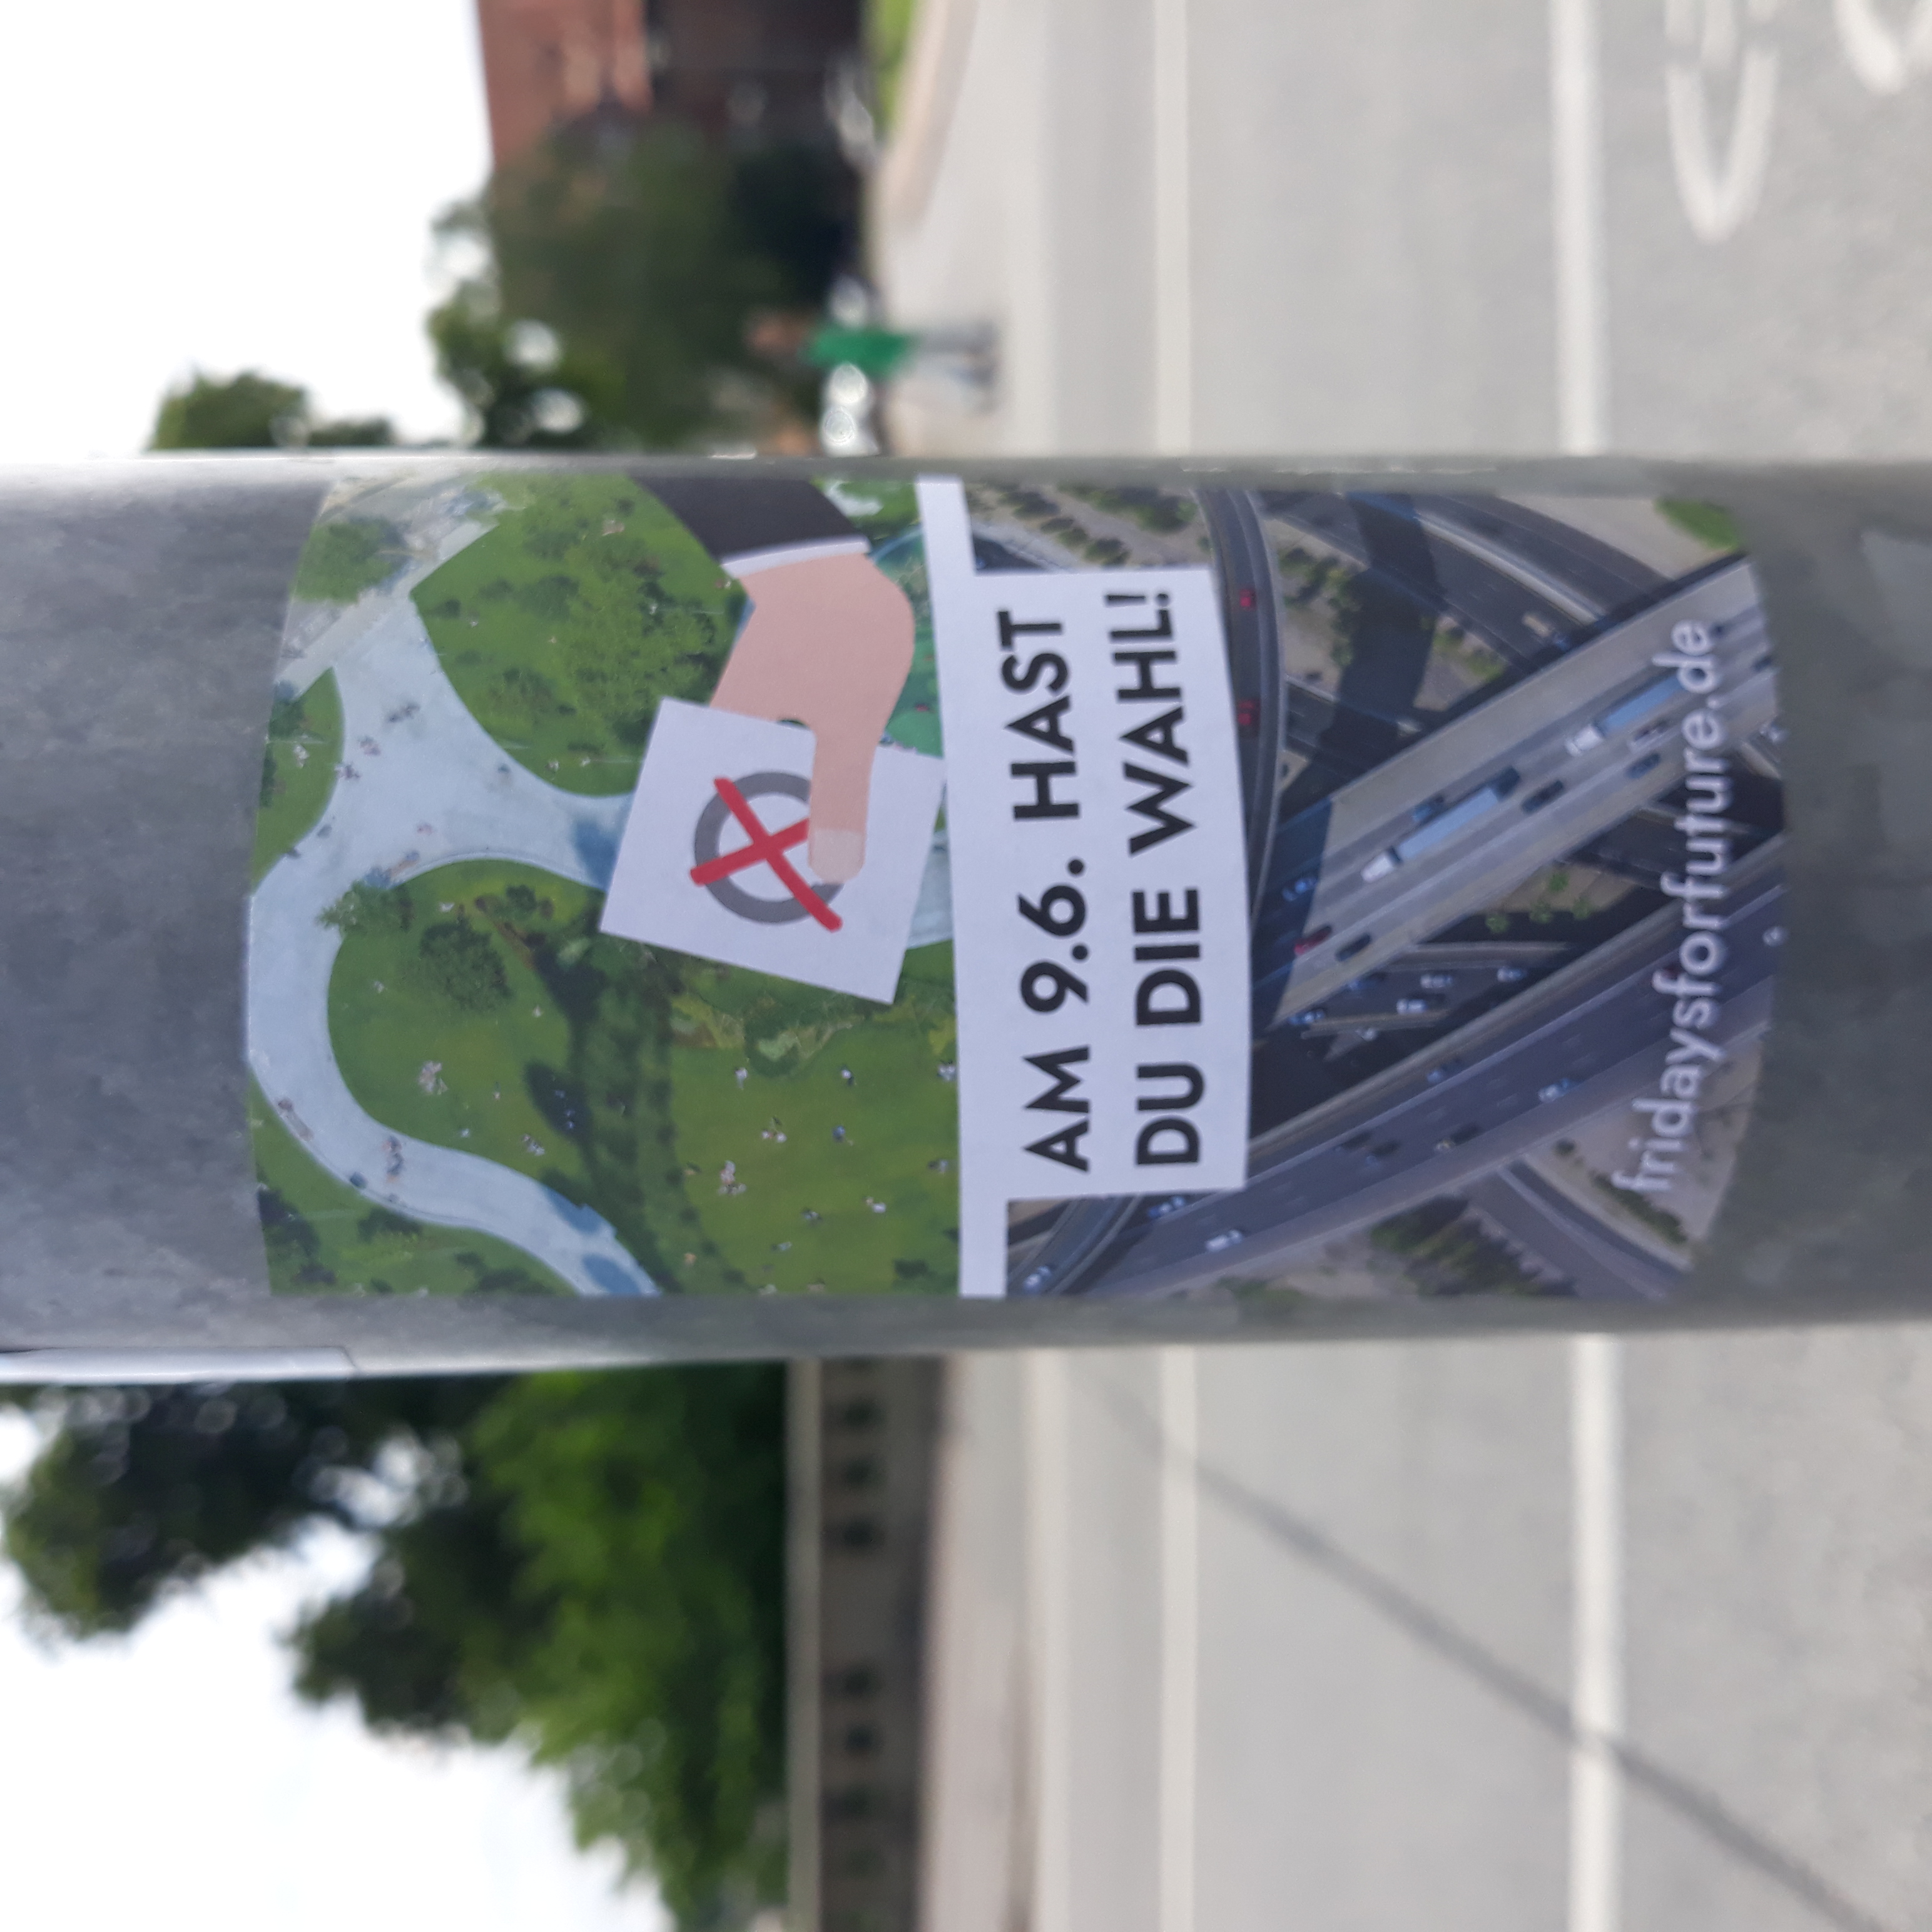 AM 9.6. HAST
DU DIE WAHL!
fridaysforfuture.de